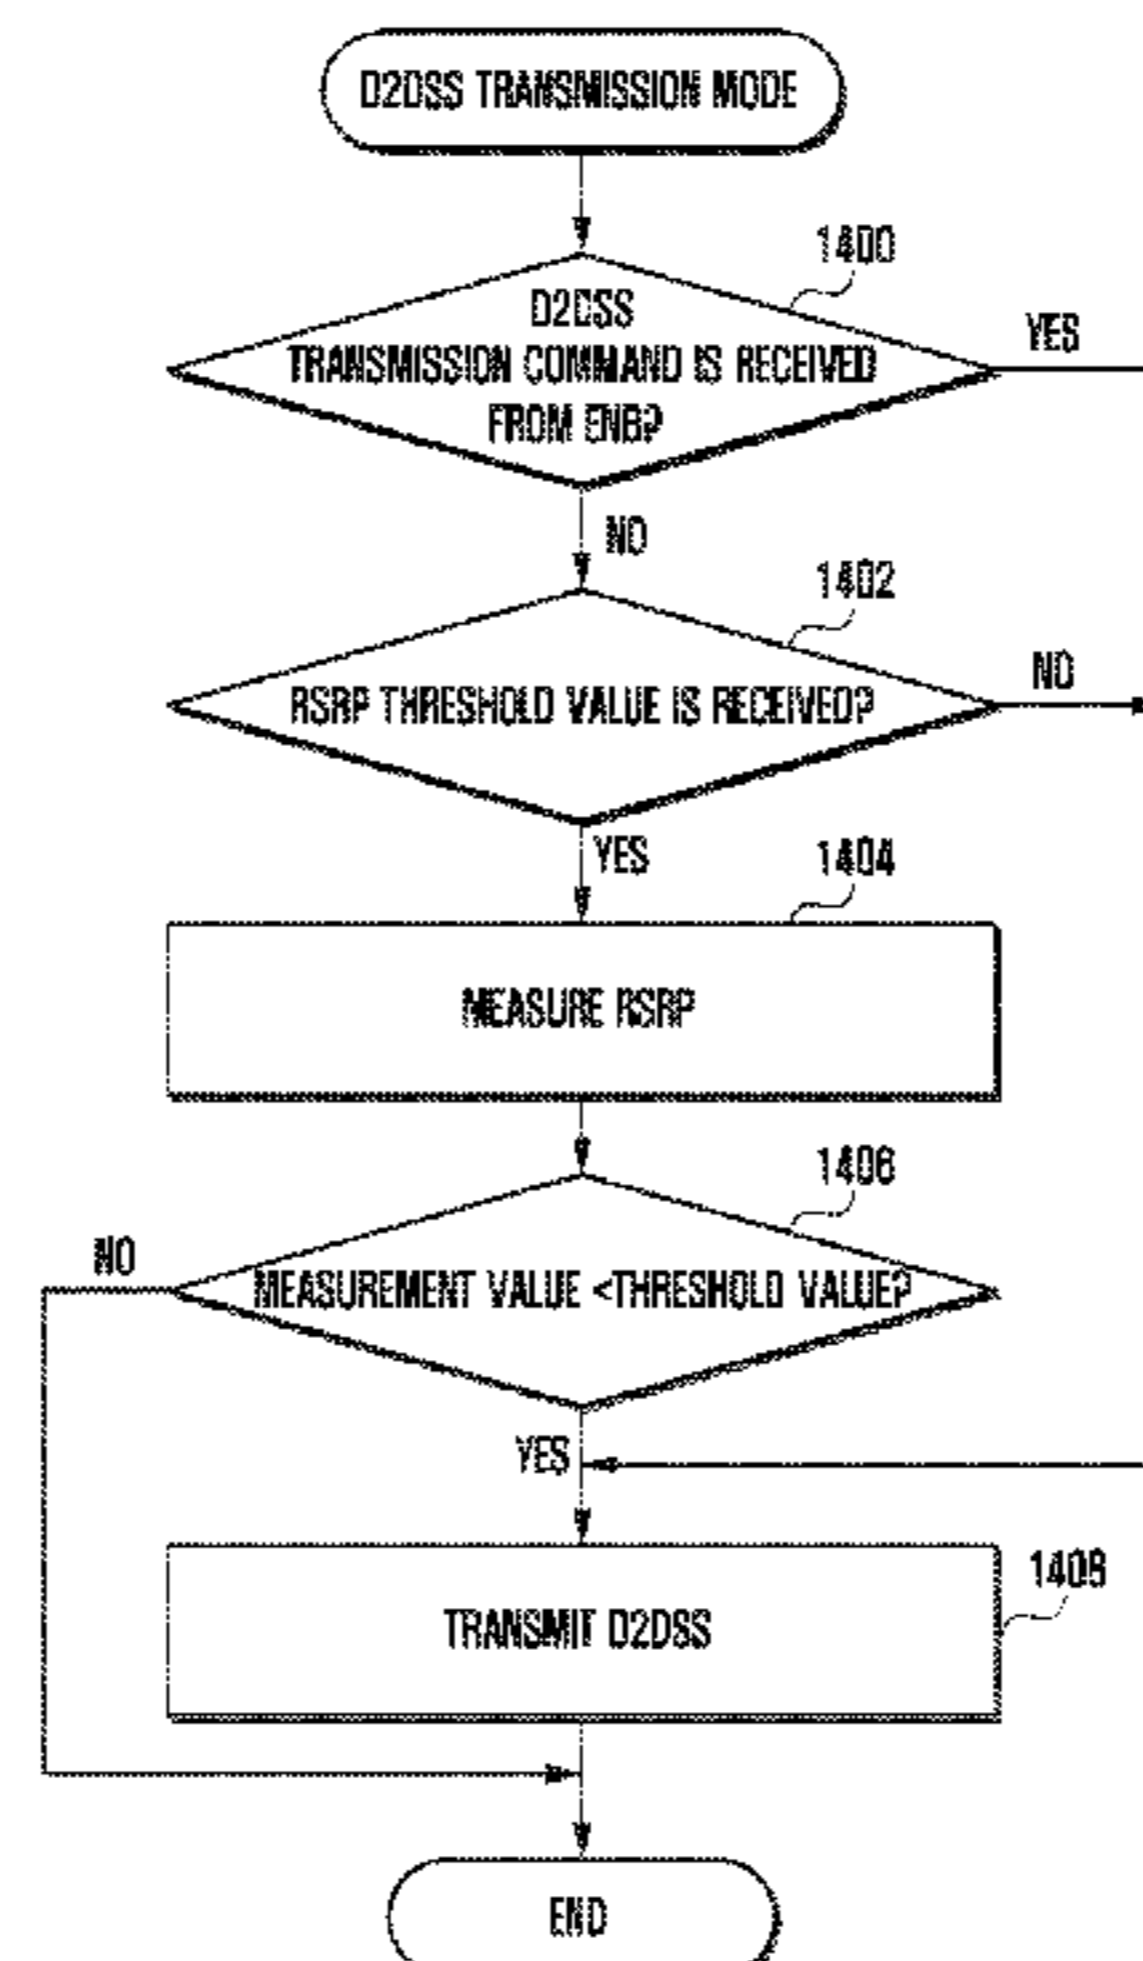 D2DSS TRANSMISSION MODE
1400
D2DSS
TRANSMISSION COMMAND IS RECEIVED
FROM ENB?
YES
NO
1402
RSRP THRESHOLD VALUE IS RECEIVED?
NO
YES
1404
MEASURE RSRP
1406
NO
MEASUREMENT VALUE <THRESHOLD VALUE?
YES
1408
TRANSMIT D2DSS
END